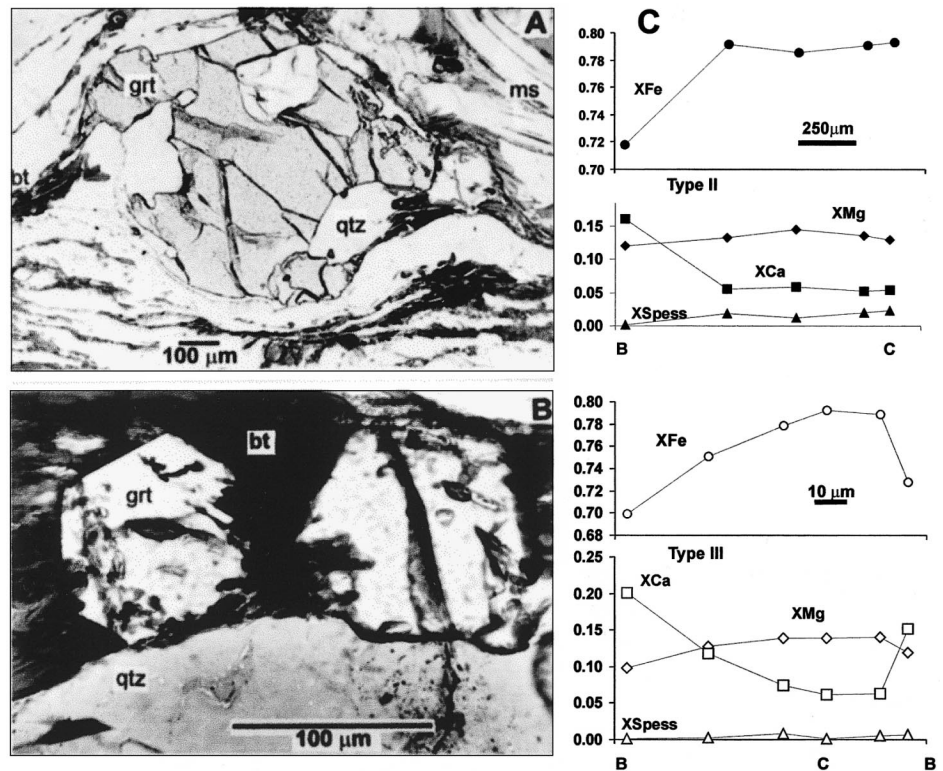 A
grt
ms
bt
qtz
100 µm
B
bt
grt
qtz
100 µm
C
0.80
0.78
0.76
0.74
0.72
0.70
XFe
250µm
Type II
0.15
0.10
0.05
0.00
XMg
XCa
XSpess
B C
0.80
0.78
0.76
0.74
0.72
0.70
0.68
XFe
10 µm
Type III
0.25
0.20
0.15
0.10
0.05
0.00
XCa
XMg
XSpess
B C B